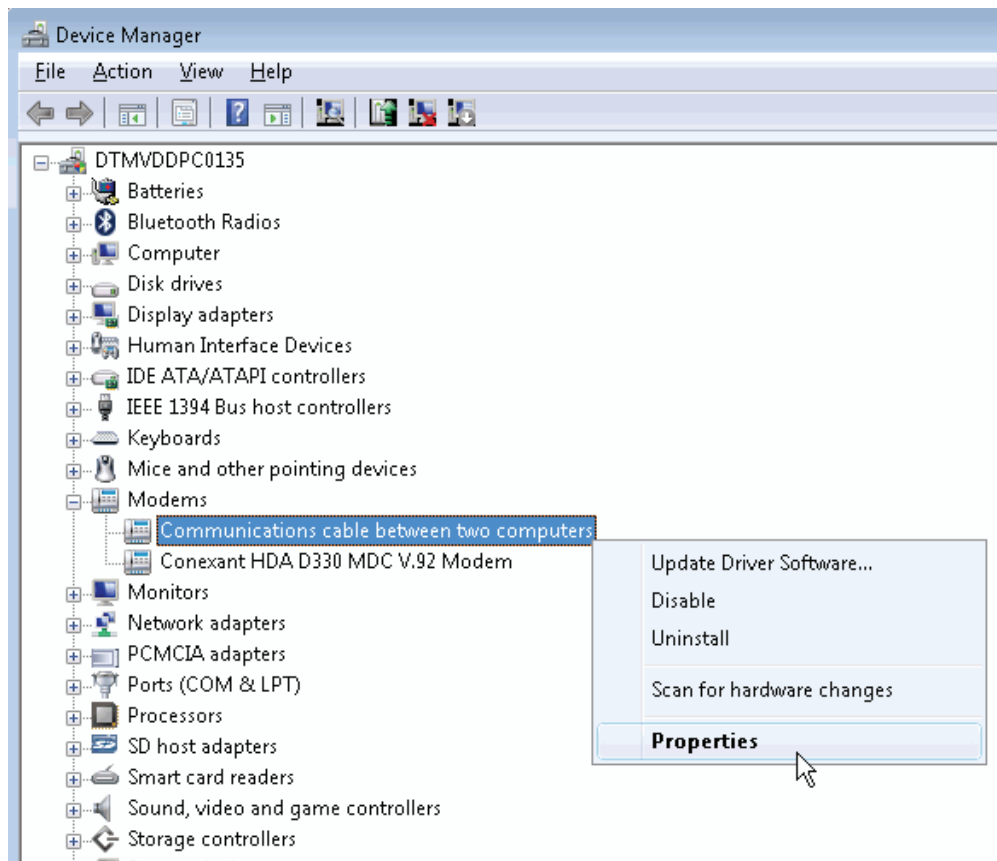 Device Manager
File Action View Help
DTMVDDPC0135
Batteries
Bluetooth Radios
Computer
Disk drives
Display adapters
Human Interface Devices
IDE ATA/ATAPI controllers
IEEE 1394 Bus host controllers
Keyboards
Mice and other pointing devices
Modems
Communications cable between two computers
Conexant HDA D330 MDC V.92 Modem
Monitors
Network adapters
PCMCIA adapters
Ports (COM & LPT)
Processors
SD host adapters
Smart card readers
Sound, video and game controllers
Storage controllers
Update Driver Software...
Disable
Uninstall
Scan for hardware changes
Properties